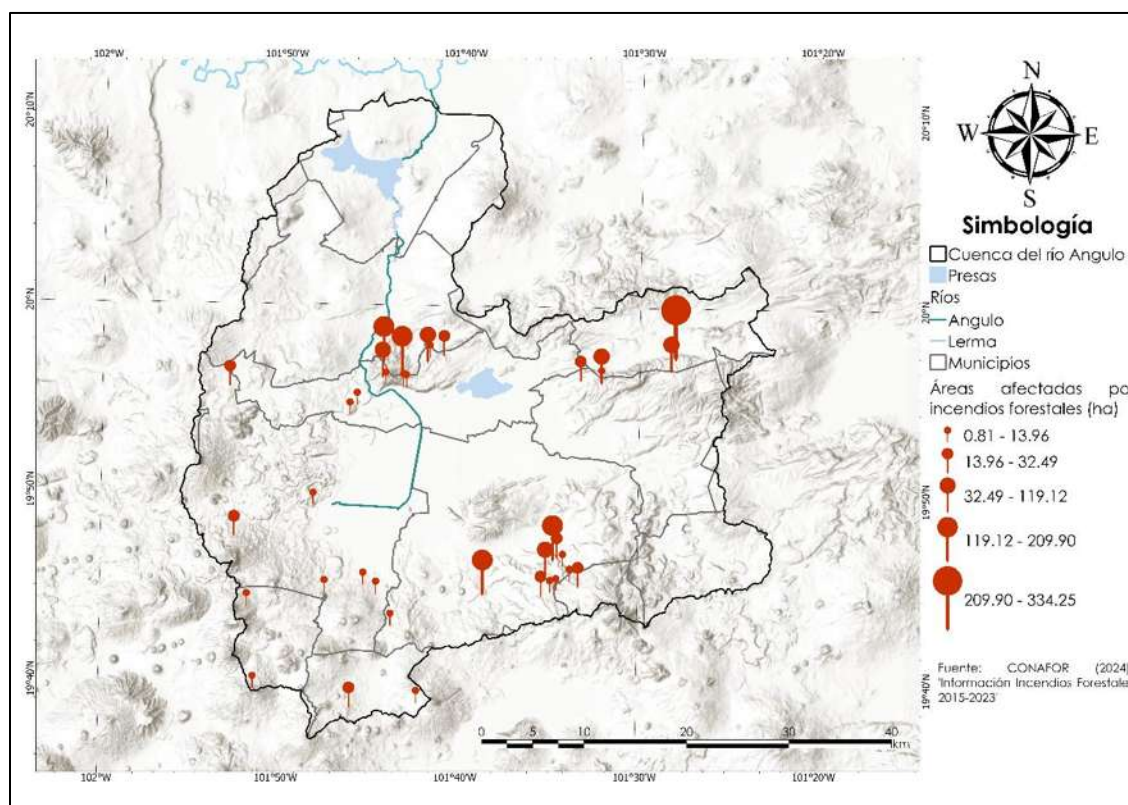 102°W 101°50'W 101°40'W 101°30'W 101°20'W
20°10'N 20°10'N
20°N 20°N
19°50'N 19°50'N
19°40'N 19°40'N
N
W E
S
Simbología
Cuenca del río Angulo
Presas
Ríos
Angulo
Lerma
Municipios
Áreas afectadas po
incendios forestales (ha)
0.81 - 13.96
13.96 - 32.49
32.49 - 119.12
119.12 - 209.90
209.90 - 334.25
Fuente: CONAFOR (2024)
'Información Incendios Forestale
2015-2023'
0 5 10 20 30 40
km
102°W 101°50'W 101°40'W 101°30'W 101°20'W